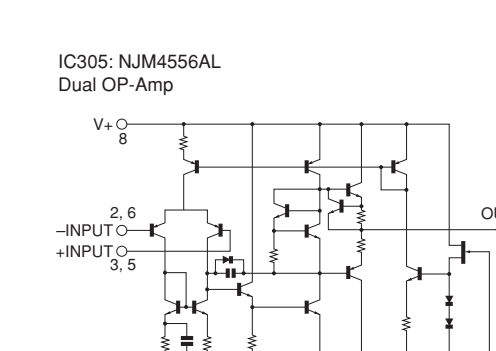 IC305: NJM4556AL
Dual OP-Amp
V+
8
2, 6
–INPUT
+INPUT
3, 5